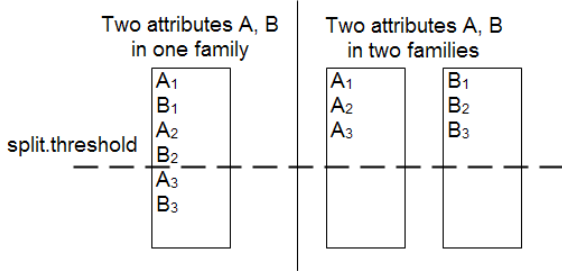 Two attributes A, B
in one family
Two attributes A, B
in two families
split.threshold
A1
B1
A2
B2
A3
B3
A1
A2
A3
B1
B2
B3